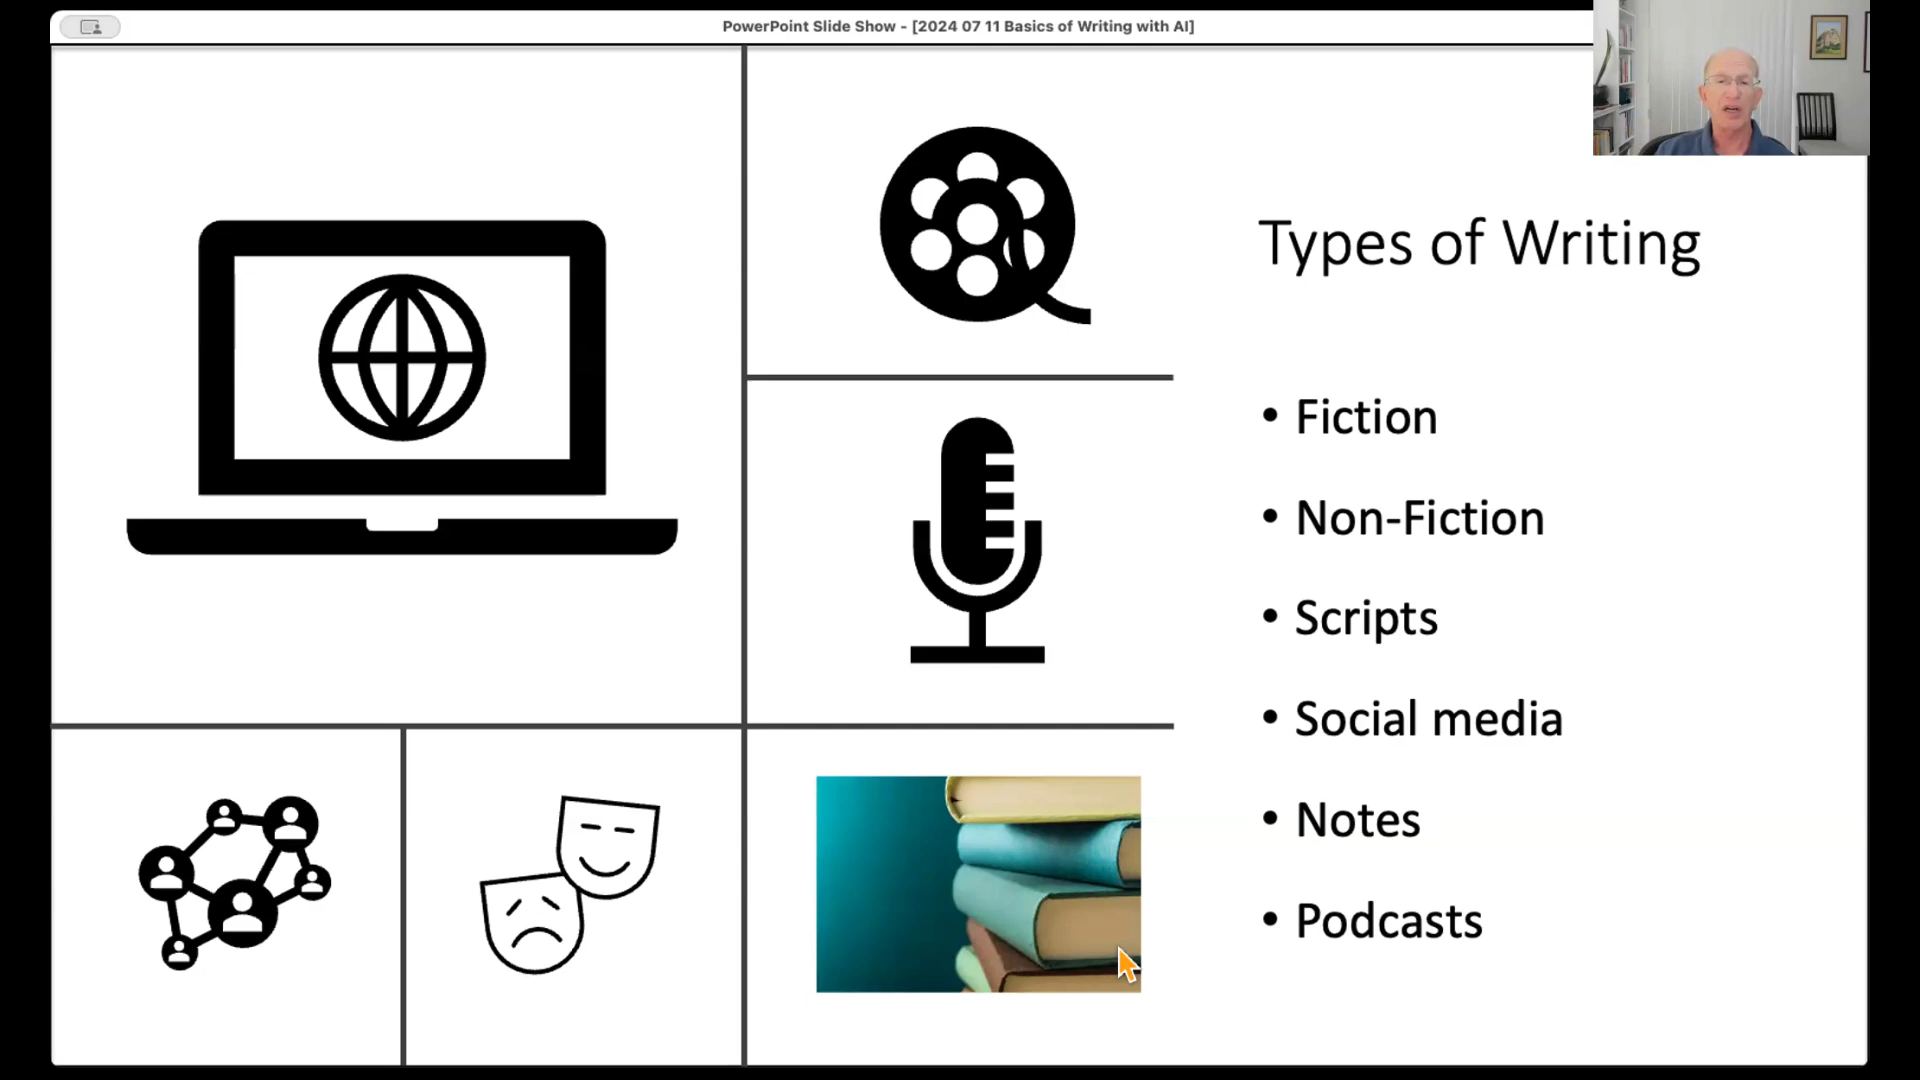 PowerPoint Slide Show - [2024 07 11 Basics of Writing with AI]
Types of Writing
• Fiction
• Non-Fiction
• Scripts
• Social media
• Notes
• Podcasts